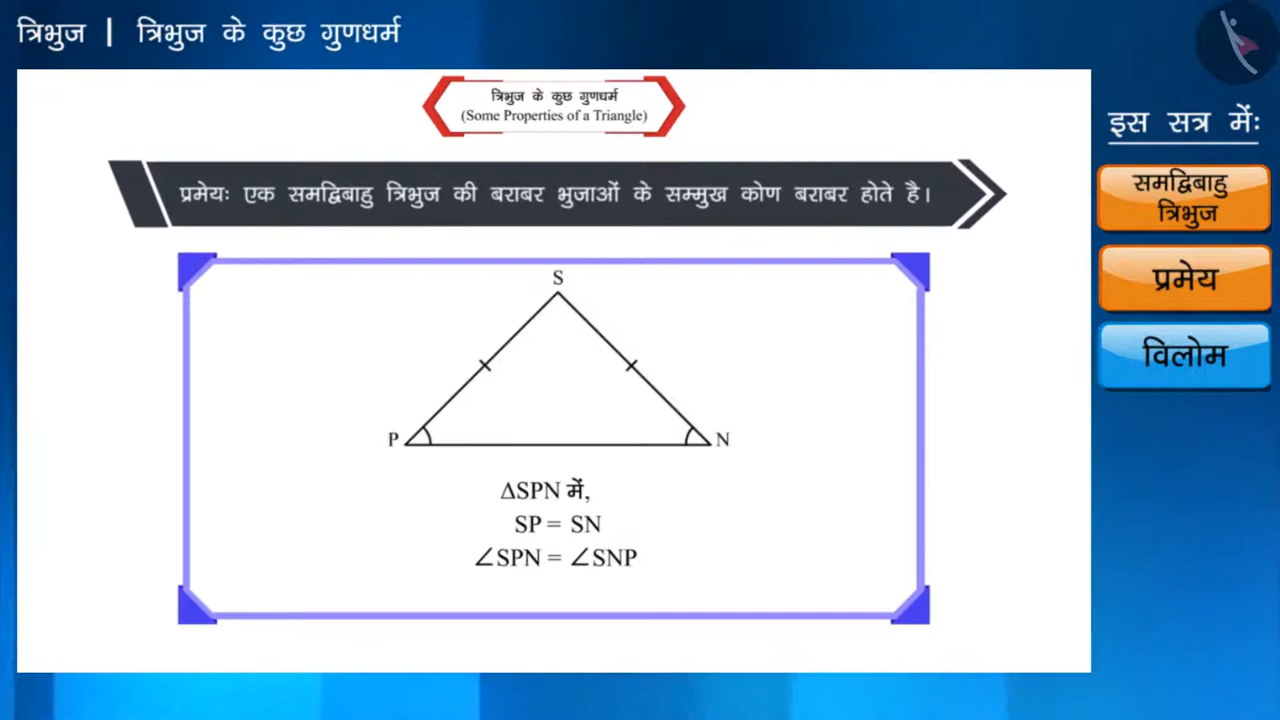 त्रिभुज | त्रिभुज के कुछ गुणधर्म
त्रिभुज के कुछ गुणधर्म
(Some Properties of a Triangle)
प्रमेयः एक समद्विबाहु त्रिभुज की बराबर भुजाओं के सम्मुख कोण बराबर होते है।
S
P
N
ΔSPN में,
SP = SN
∠SPN = ∠SNP
इस सत्र में:
समद्विबाहु
त्रिभुज
प्रमेय
विलोम